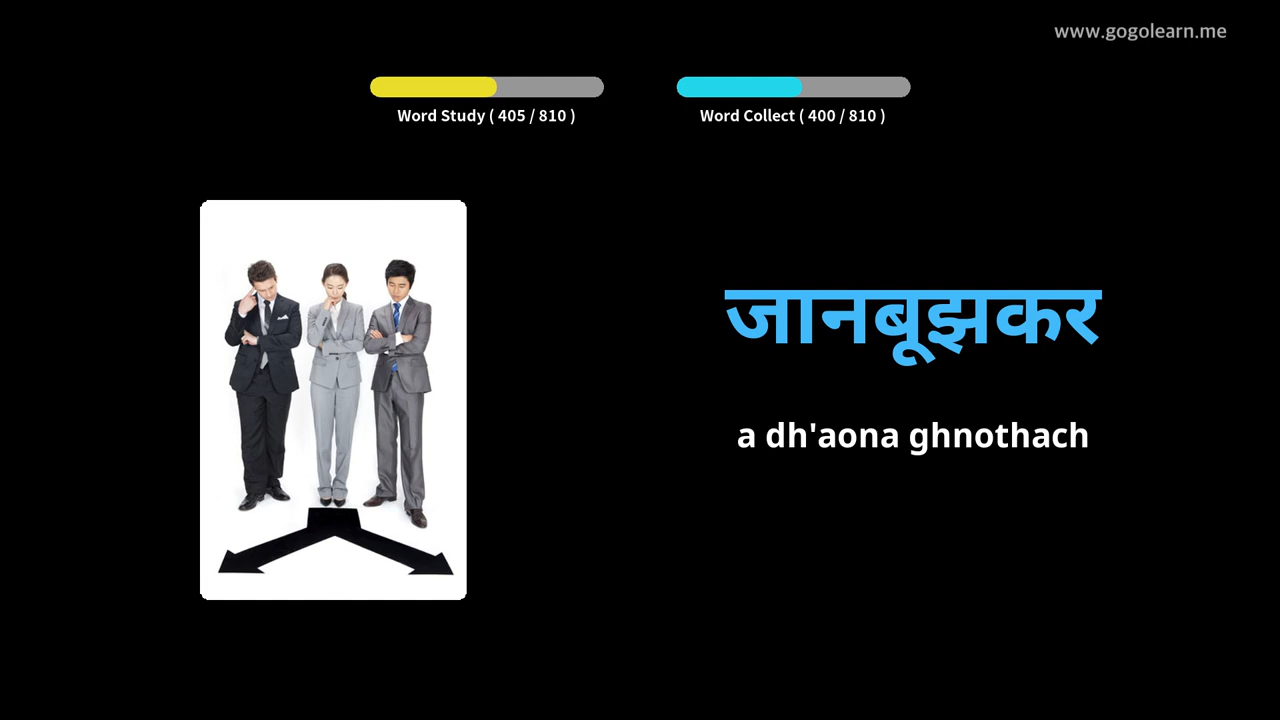 www.gogolearn.me
Word Study ( 405 / 810 )
Word Collect ( 400 / 810 )
जानबूझकर
a dh'aona ghnothach